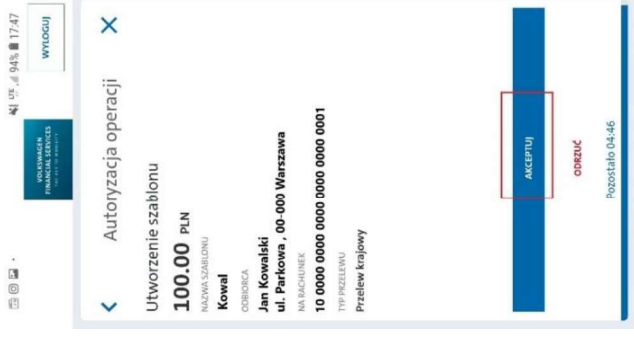 LTE 94% 17:47
VOLKSWAGEN
FINANCIAL SERVICES
WYLOGUJ
Autoryzacja operacji
Utworzenie szablonu
100.00 PLN
NAZWA SZABLONU
Kowal
ODBIORCA
Jan Kowalski
ul. Parkowa , 00-000 Warszawa
NA RACHUNEK
10 0000 0000 0000 0000 0000 0001
TYP PRZELEWU
Przelew krajowy
AKCEPTUJ
ODRZUĆ
Pozostało 04:46